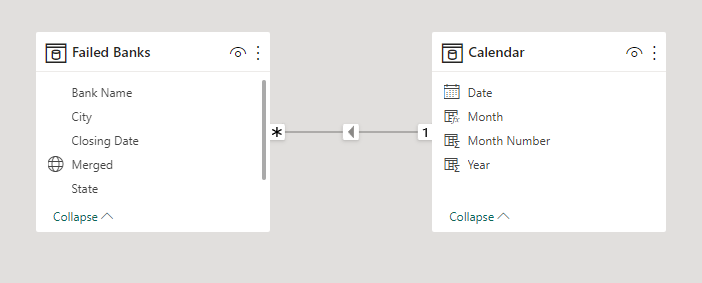 Failed Banks
Bank Name
City
Closing Date
Merged
State
Collapse
* 1
Calendar
Date
Month
Month Number
Year
Collapse